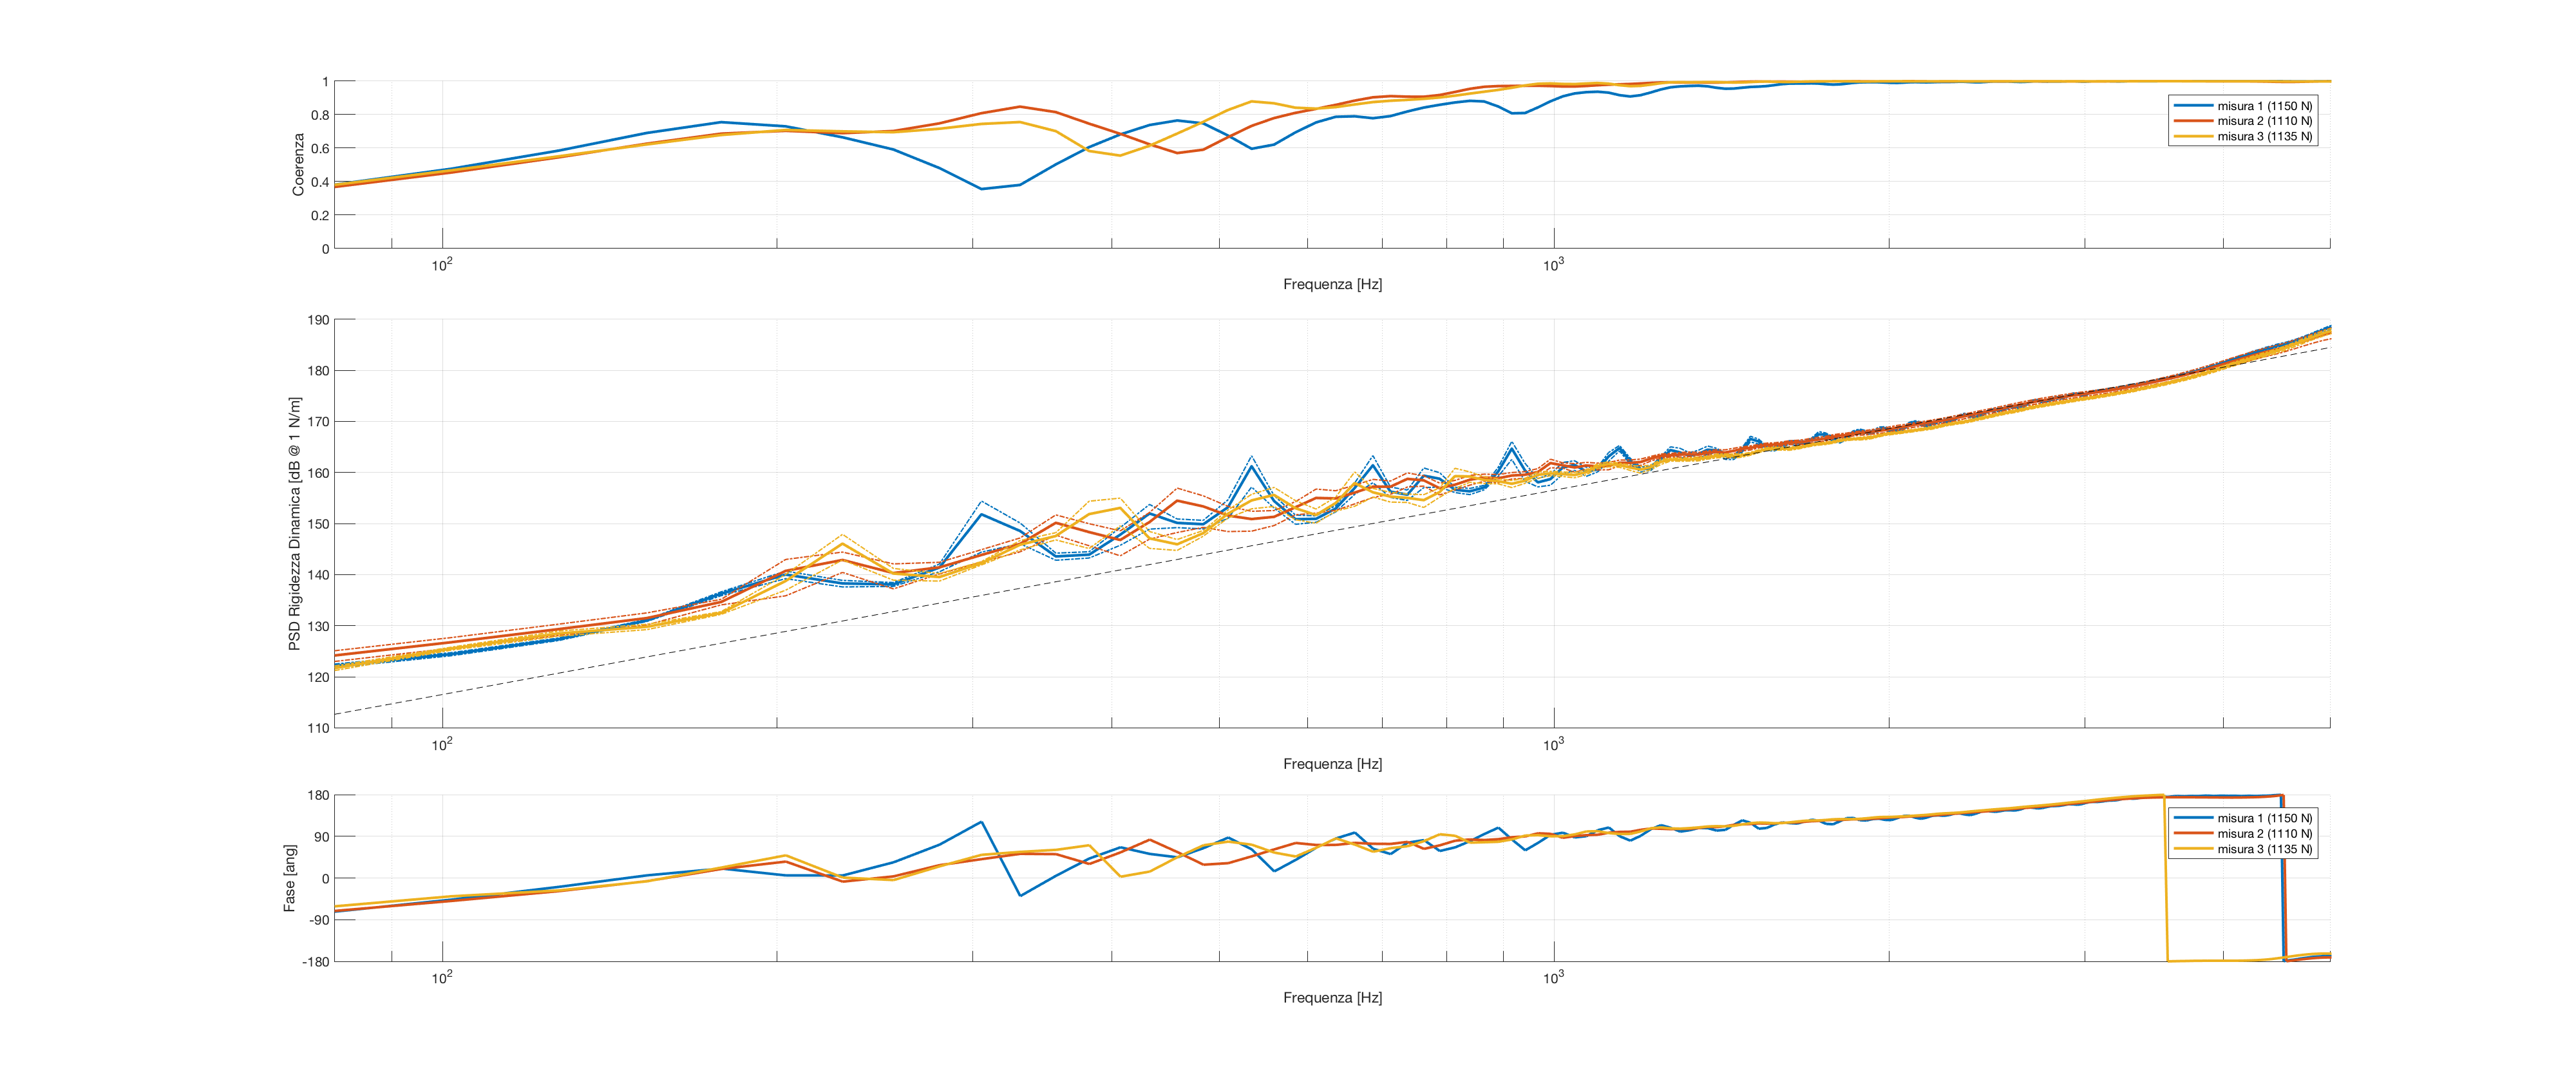 Coerenza
1
0.8
0.6
0.4
0.2
0
10^2
10^3
Frequenza [Hz]
misura 1 (1150 N)
misura 2 (1110 N)
misura 3 (1135 N)
PSD Rigidezza Dinamica [dB @ 1 N/m]
190
180
170
160
150
140
130
120
110
10^2
10^3
Frequenza [Hz]
Fase [ang]
180
90
0
-90
-180
10^2
10^3
Frequenza [Hz]
misura 1 (1150 N)
misura 2 (1110 N)
misura 3 (1135 N)